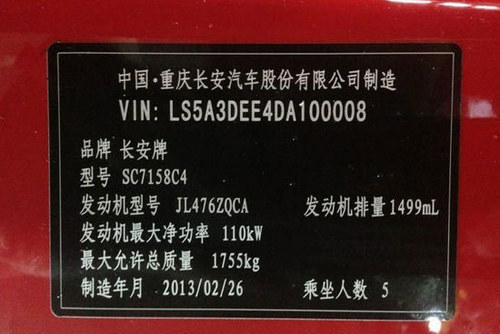 中国·重庆长安汽车股份有限公司制造
VIN: LS5A3DEE4DA100008
品牌 长安牌
型号 SC7158C4
发动机型号 JL476ZQCA 发动机排量 1499mL
发动机最大净功率 110kW
最大允许总质量 1755kg
制造年月 2013/02/26 乘坐人数 5